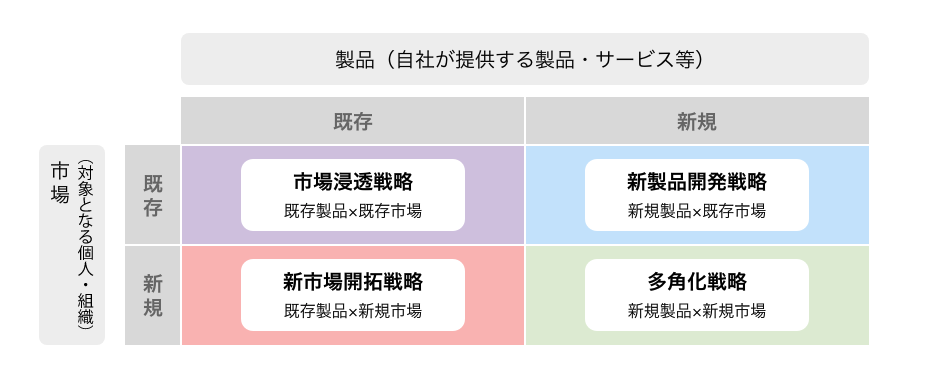 製品（自社が提供する製品・サービス等）
既存
新規
市場
（対象となる個人・組織）
既存
市場浸透戦略
既存製品×既存市場
新製品開発戦略
新規製品×既存市場
新規
新市場開拓戦略
既存製品×新規市場
多角化戦略
新規製品×新規市場